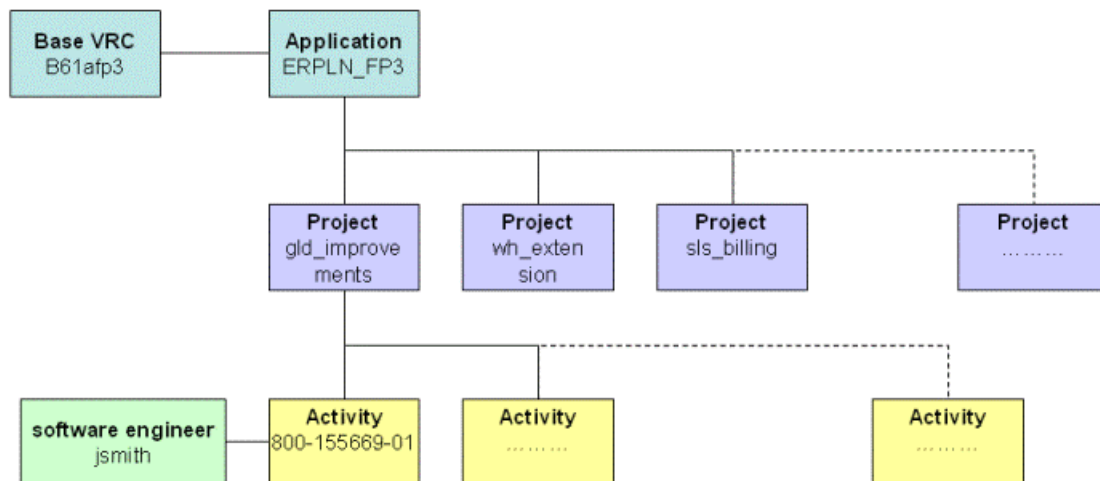 Base VRC
B61afp3
Application
ERPLN_FP3
Project
gld_improve
ments
Project
wh_exten
sion
Project
sls_billing
Project
………
software engineer
jsmith
Activity
800-155669-01
Activity
………
Activity
………